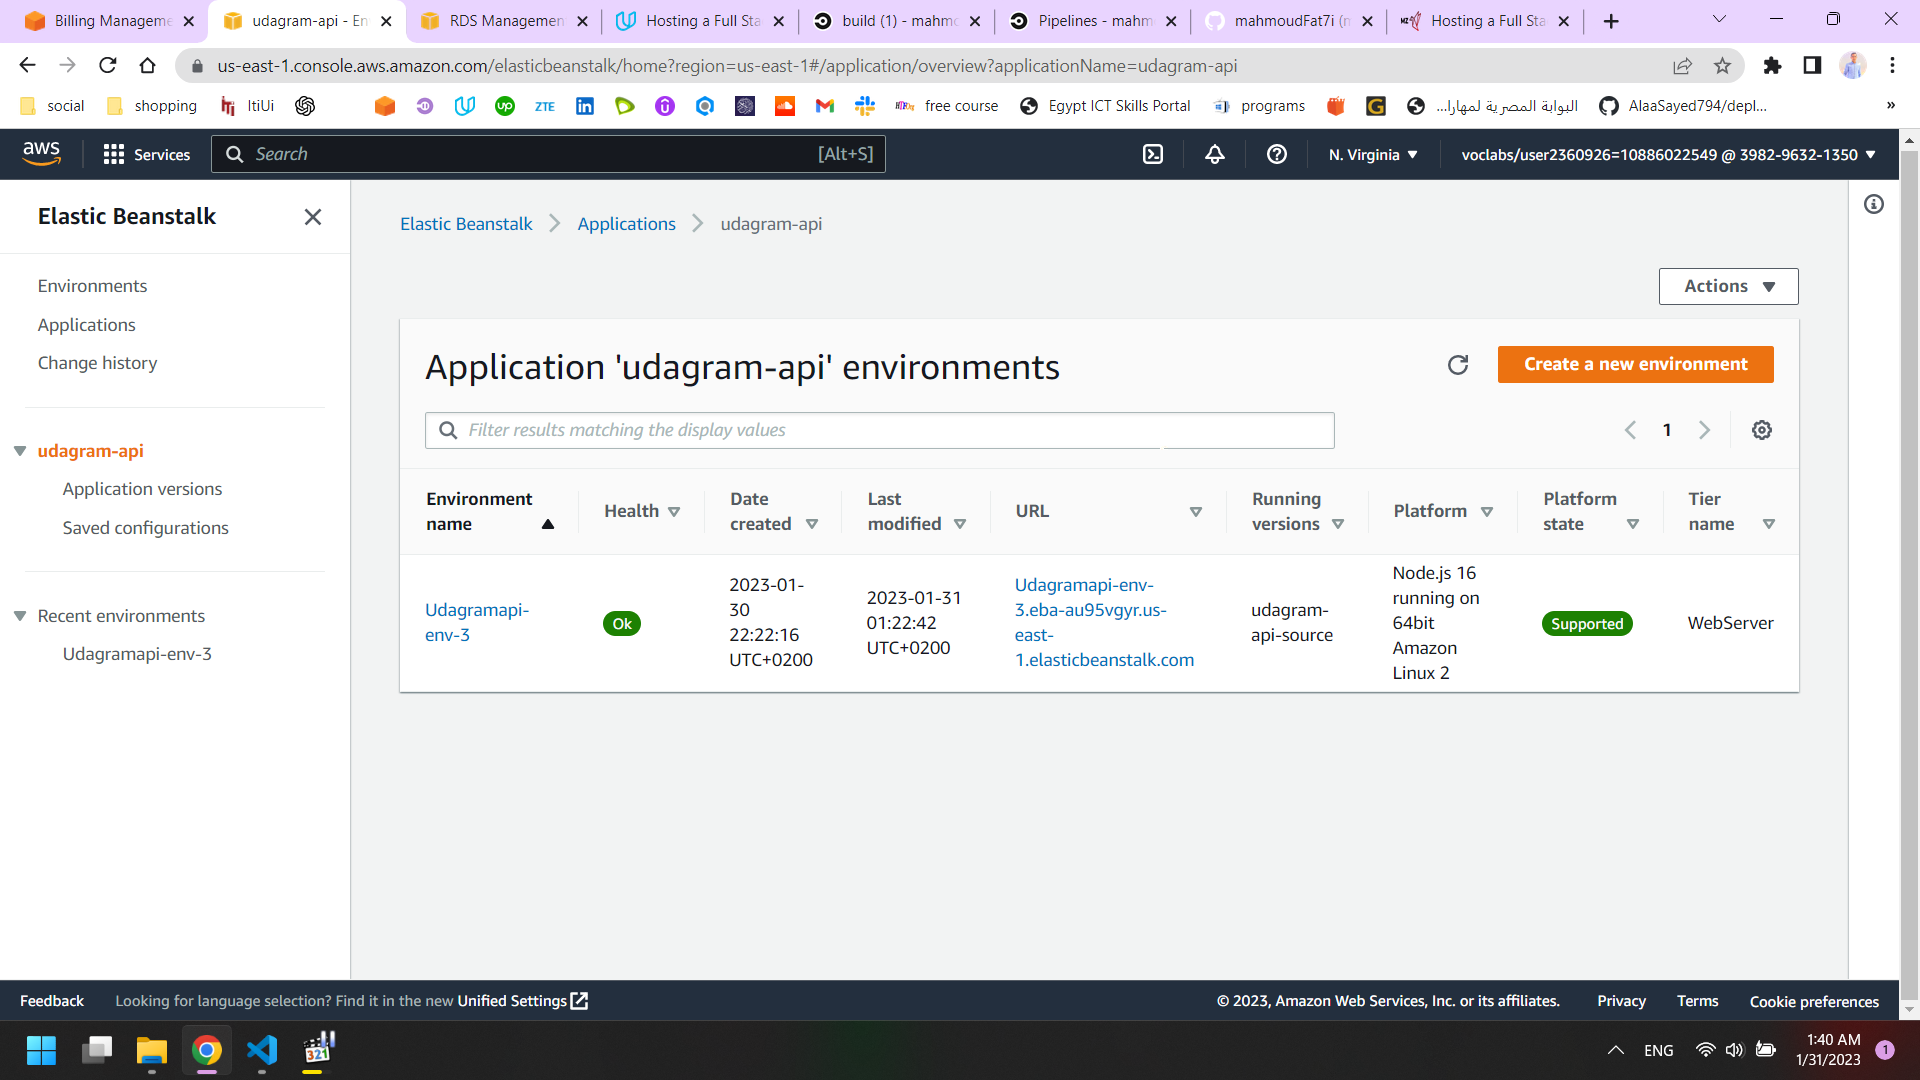 Billing Manageme
udagram-api - En
RDS Management
Hosting a Full Sta
build (1) - mahmo
Pipelines - mahm
mahmoudFat7i (m
Hosting a Full Sta
us-east-1.console.aws.amazon.com/elasticbeanstalk/home?region=us-east-1#/application/overview?applicationName=udagram-api
social
shopping
ItiUi
ZTE
free course
Egypt ICT Skills Portal
programs
البوابة المصرية لمهارا...
AlaaSayed794/depl...
»
aws
Services
Search
[Alt+S]
N. Virginia
voclabs/user2360926=10886022549 @ 3982-9632-1350
Elastic Beanstalk
Environments
Applications
Change history
udagram-api
Application versions
Saved configurations
Recent environments
Udagramapi-env-3
Elastic Beanstalk
Applications
udagram-api
Actions
Application 'udagram-api' environments
Create a new environment
Filter results matching the display values
1
Environment
name
Health
Date
created
Last
modified
URL
Running
versions
Platform
Platform
state
Tier
name
Udagramapi-
env-3
Ok
2023-01-
30
22:22:16
UTC+0200
2023-01-31
01:22:42
UTC+0200
Udagramapi-env-
3.eba-au95vgyr.us-
east-
1.elasticbeanstalk.com
udagram-
api-source
Node.js 16
running on
64bit
Amazon
Linux 2
Supported
WebServer
Feedback
Looking for language selection? Find it in the new Unified Settings
© 2023, Amazon Web Services, Inc. or its affiliates.
Privacy
Terms
Cookie preferences
321
ENG
1:40 AM
1/31/2023
1